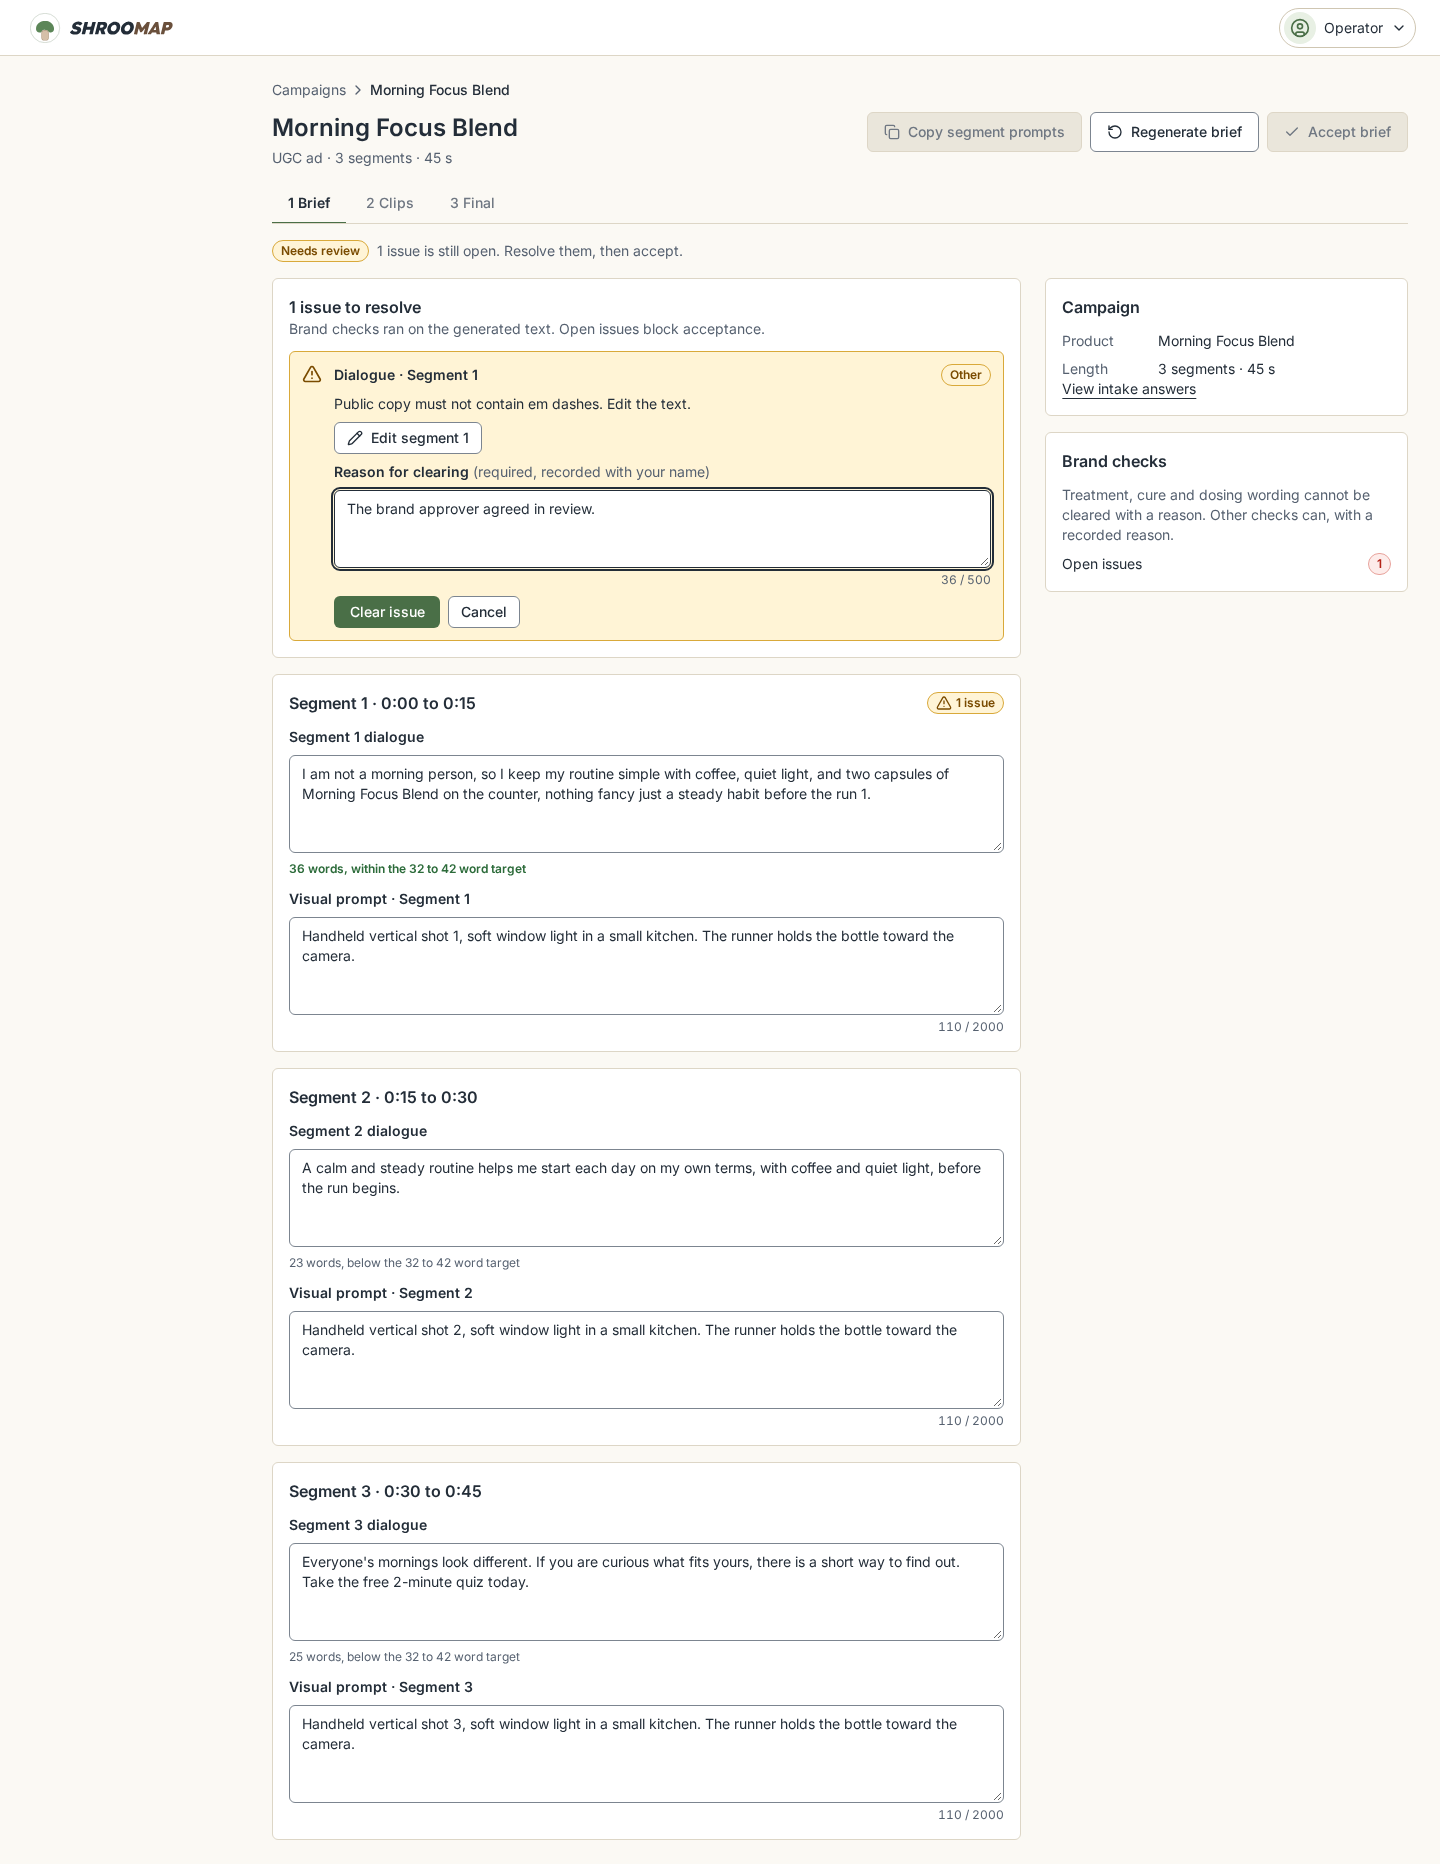 SHROOMAP
Operator
Campaigns
Morning Focus Blend
Morning Focus Blend
UGC ad · 3 segments · 45 s
Copy segment prompts
Regenerate brief
Accept brief
1 Brief
2 Clips
3 Final
Needs review
1 issue is still open. Resolve them, then accept.
1 issue to resolve
Brand checks ran on the generated text. Open issues block acceptance.
Dialogue · Segment 1
Other
Public copy must not contain em dashes. Edit the text.
Edit segment 1
Reason for clearing (required, recorded with your name)
The brand approver agreed in review.
36 / 500
Clear issue
Cancel
Campaign
Product
Morning Focus Blend
Length
3 segments · 45 s
View intake answers
Brand checks
Treatment, cure and dosing wording cannot be
cleared with a reason. Other checks can, with a
recorded reason.
Open issues
1
Segment 1 · 0:00 to 0:15
1 issue
Segment 1 dialogue
I am not a morning person, so I keep my routine simple with coffee, quiet light, and two capsules of
Morning Focus Blend on the counter, nothing fancy just a steady habit before the run 1.
36 words, within the 32 to 42 word target
Visual prompt · Segment 1
Handheld vertical shot 1, soft window light in a small kitchen. The runner holds the bottle toward the
camera.
110 / 2000
Segment 2 · 0:15 to 0:30
Segment 2 dialogue
A calm and steady routine helps me start each day on my own terms, with coffee and quiet light, before
the run begins.
23 words, below the 32 to 42 word target
Visual prompt · Segment 2
Handheld vertical shot 2, soft window light in a small kitchen. The runner holds the bottle toward the
camera.
110 / 2000
Segment 3 · 0:30 to 0:45
Segment 3 dialogue
Everyone's mornings look different. If you are curious what fits yours, there is a short way to find out.
Take the free 2-minute quiz today.
25 words, below the 32 to 42 word target
Visual prompt · Segment 3
Handheld vertical shot 3, soft window light in a small kitchen. The runner holds the bottle toward the
camera.
110 / 2000